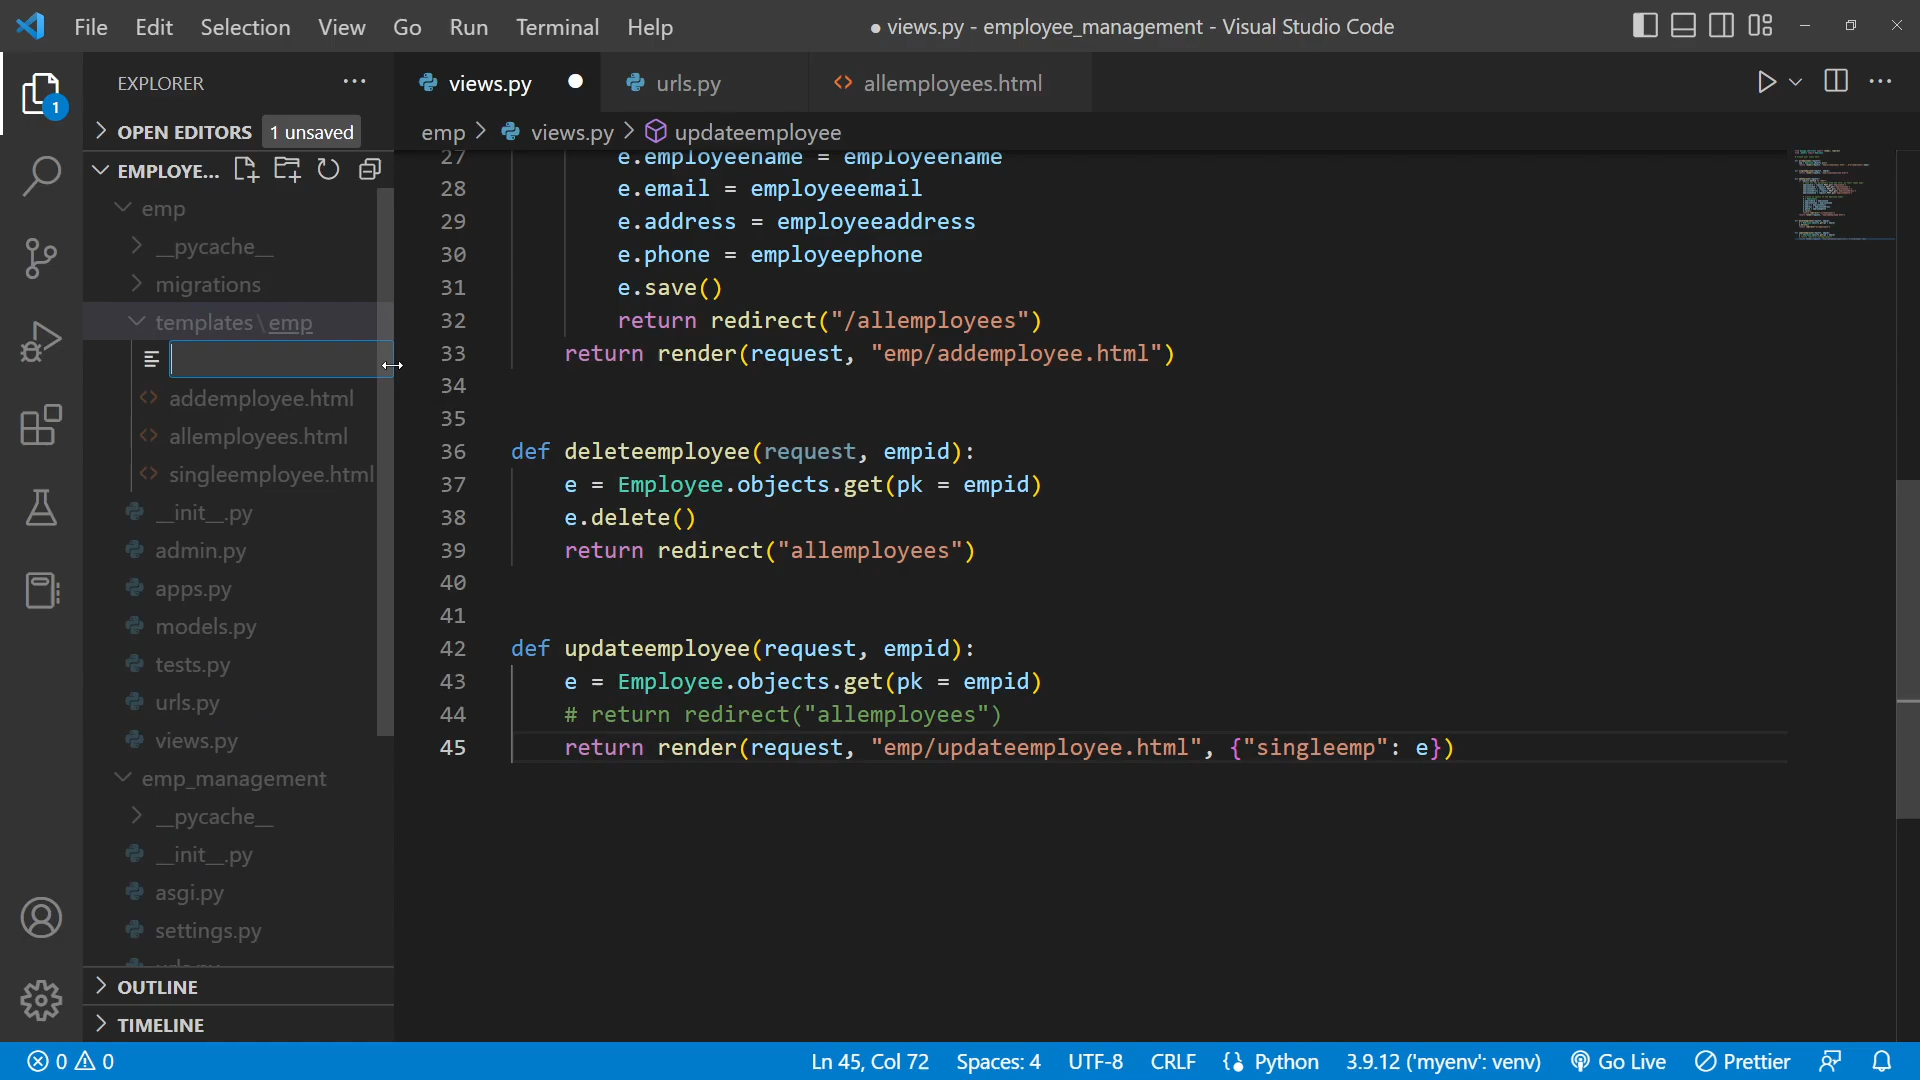 File Edit Selection View Go Run Terminal Help
● views.py - employee_management - Visual Studio Code
EXPLORER
views.py
urls.py
allemployees.html
1
OPEN EDITORS 1 unsaved
emp > views.py > updateemployee
EMPLOYE...
emp
__pycache__
migrations
templates\emp
addemployee.html
allemployees.html
singleemployee.html
__init__.py
admin.py
apps.py
models.py
tests.py
urls.py
views.py
emp_management
__pycache__
__init__.py
asgi.py
settings.py
urls.py
OUTLINE
TIMELINE
27 e.employeename = employeename
28 e.email = employeeemail
29 e.address = employeeaddress
30 e.phone = employeephone
31 e.save()
32 return redirect("/allemployees")
33 return render(request, "emp/addemployee.html")
34
35
36 def deleteemployee(request, empid):
37 e = Employee.objects.get(pk = empid)
38 e.delete()
39 return redirect("allemployees")
40
41
42 def updateemployee(request, empid):
43 e = Employee.objects.get(pk = empid)
44 # return redirect("allemployees")
45 return render(request, "emp/updateemployee.html", {"singleemp": e})
0 0
Ln 45, Col 72 Spaces: 4 UTF-8 CRLF Python 3.9.12 ('myenv': venv) Go Live Prettier